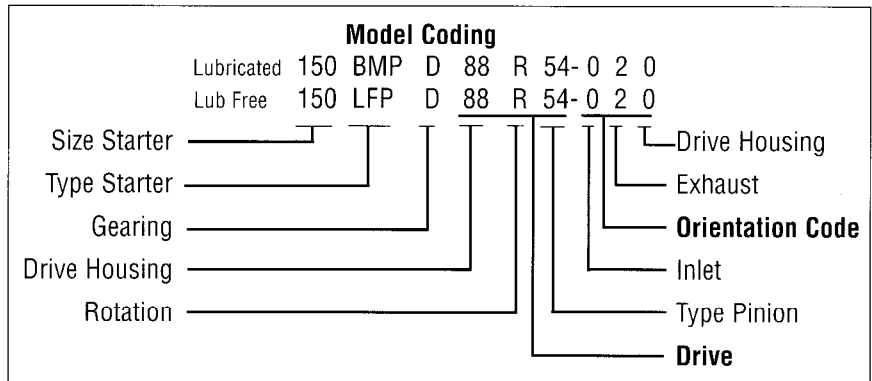 Model Coding
Lubricated 150 BMP D 88 R 54- 0 2 0
Lub Free 150 LFP D 88 R 54- 0 2 0
Size Starter
Type Starter
Gearing
Drive Housing
Rotation
Drive Housing
Exhaust
Orientation Code
Inlet
Type Pinion
Drive